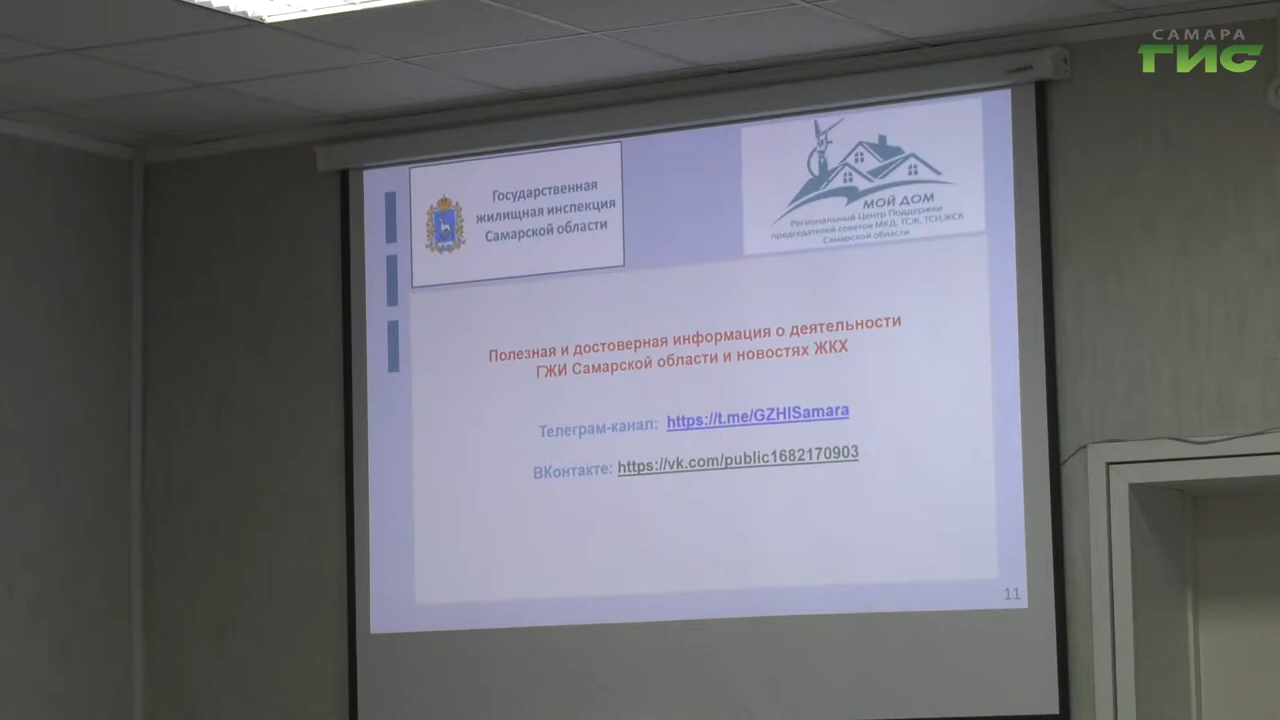 САМАРА
ГИС
Государственная
жилищная инспекция
Самарской области
МОЙ ДОМ
Региональный Центр Поддержки
председателей советов МКД, ТСЖ, ТСН,ЖСК
Самарской области
Полезная и достоверная информация о деятельности
ГЖИ Самарской области и новостях ЖКХ
Телеграм-канал: https://t.me/GZHISamara
ВКонтакте: https://vk.com/public1682170903
11